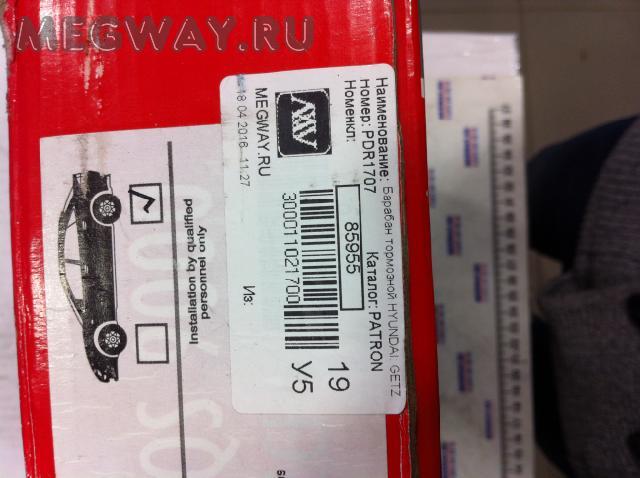 MEGWAY.RU
Наименование: Барабан тормозной HYUNDAI GETZ
Номер: PDR1707 Каталог: PATRON
Номенкл:
85955
19
У5
3000011021700
Из:
MEGWAY.RU
18.04.2016 11:27
Installation by qualified
personnel only